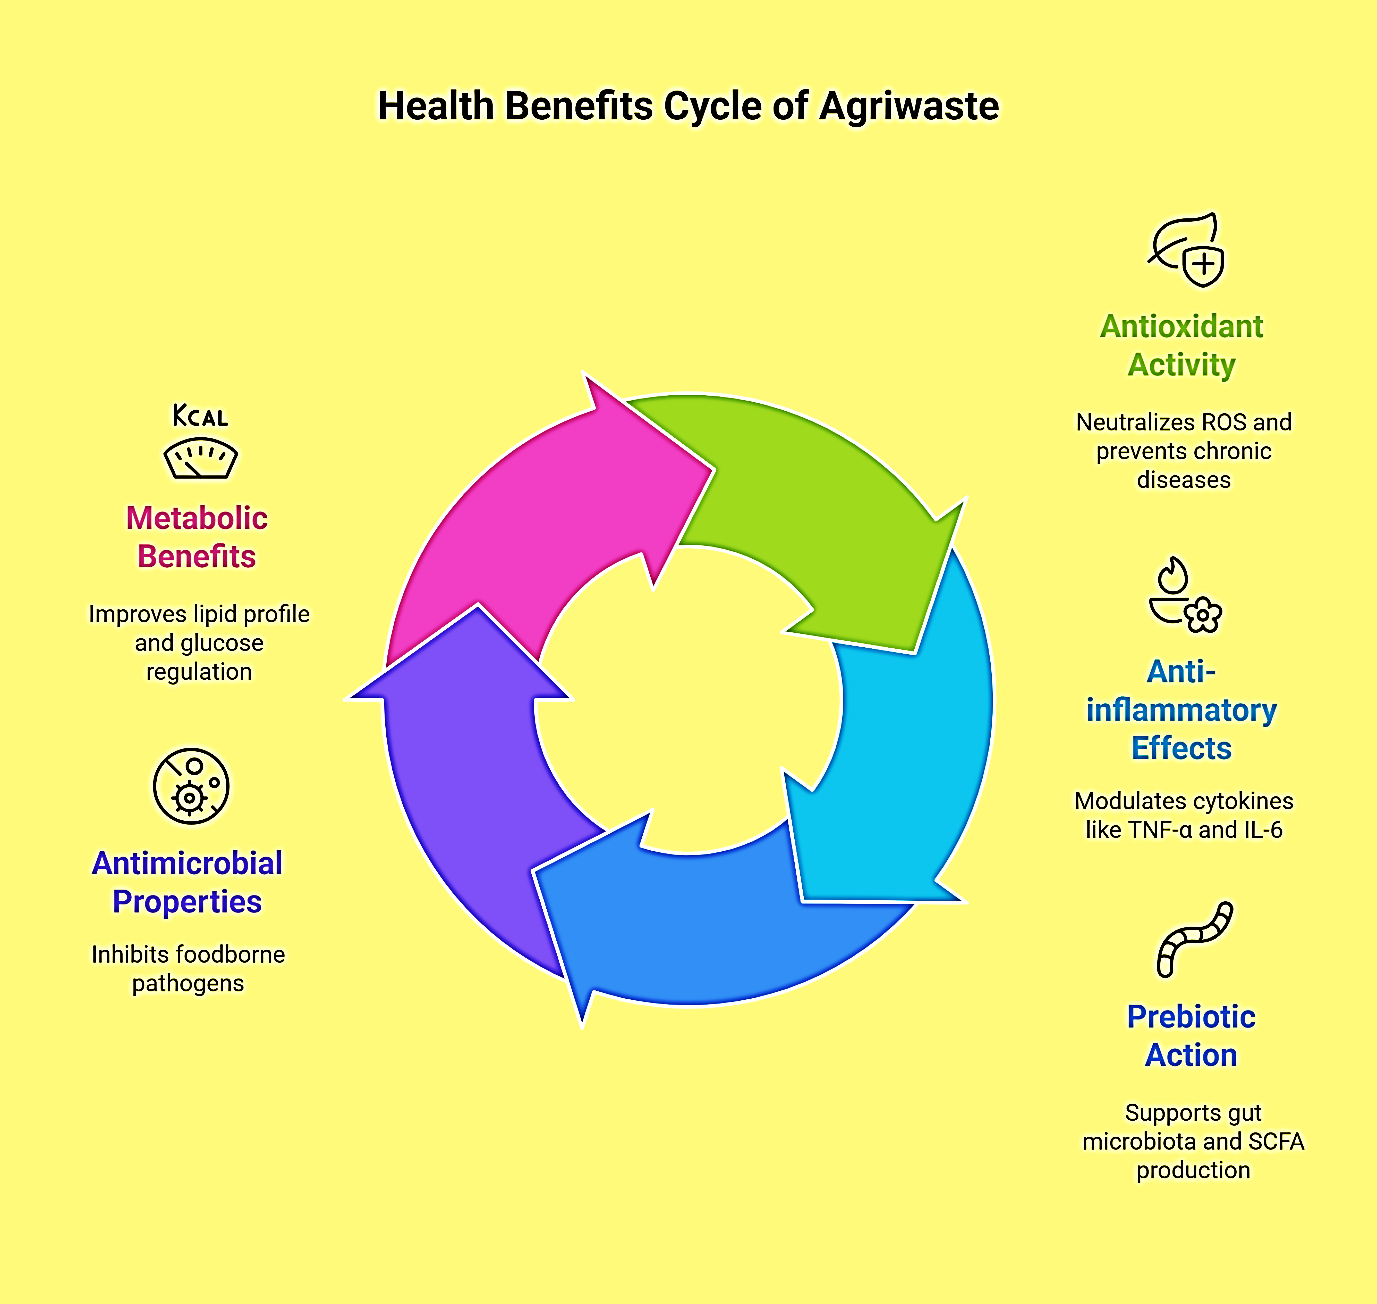 Health Benefits Cycle of Agriwaste
Antioxidant
Activity
Neutralizes ROS and
prevents chronic
diseases
Anti-
inflammatory
Effects
Modulates cytokines
like TNF-α and IL-6
Prebiotic
Action
Supports gut
microbiota and SCFA
production
Antimicrobial
Properties
Inhibits foodborne
pathogens
KCAL
Metabolic
Benefits
Improves lipid profile
and glucose
regulation